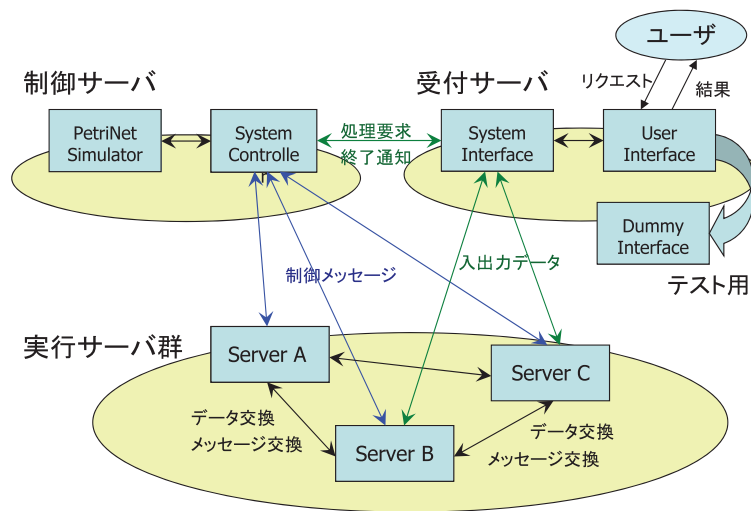 ユーザ
リクエスト
結果
制御サーバ
受付サーバ
PetriNet
Simulator
System
Controlle
r
処理要求
終了通知
System
Interface
User
Interface
Dummy
Interface
テスト用
制御メッセージ
入出力データ
実行サーバ群
Server A
Server C
データ交換
メッセージ交換
Server B
データ交換
メッセージ交換